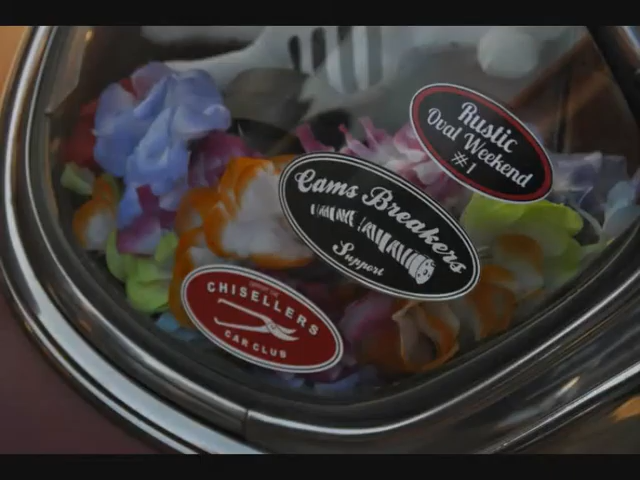 Rustic
Oval Weekend
#1
Cams Breakers
Support
CHISELLERS
CAR CLUB